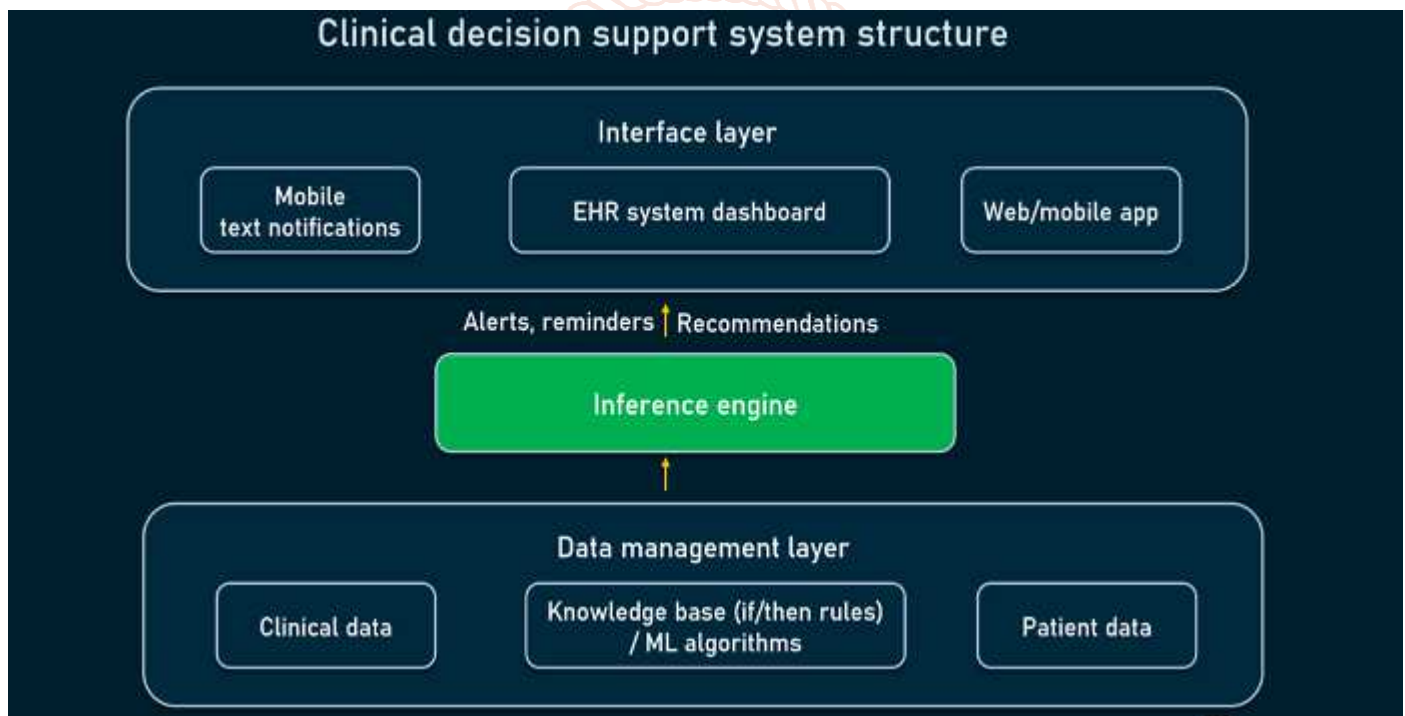 Clinical decision support system structure
Interface layer
Mobile
text notifications
EHR system dashboard
Web/mobile app
Alerts, reminders
Recommendations
Inference engine
Data management layer
Clinical data
Knowledge base (if/then rules)
/ ML algorithms
Patient data